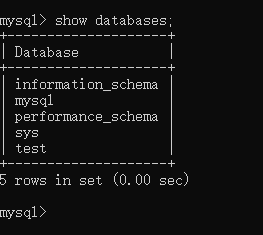 mysql> show databases;
+--------------------+
| Database           |
+--------------------+
| information_schema |
| mysql              |
| performance_schema |
| sys                |
| test               |
+--------------------+
5 rows in set (0.00 sec)
mysql>